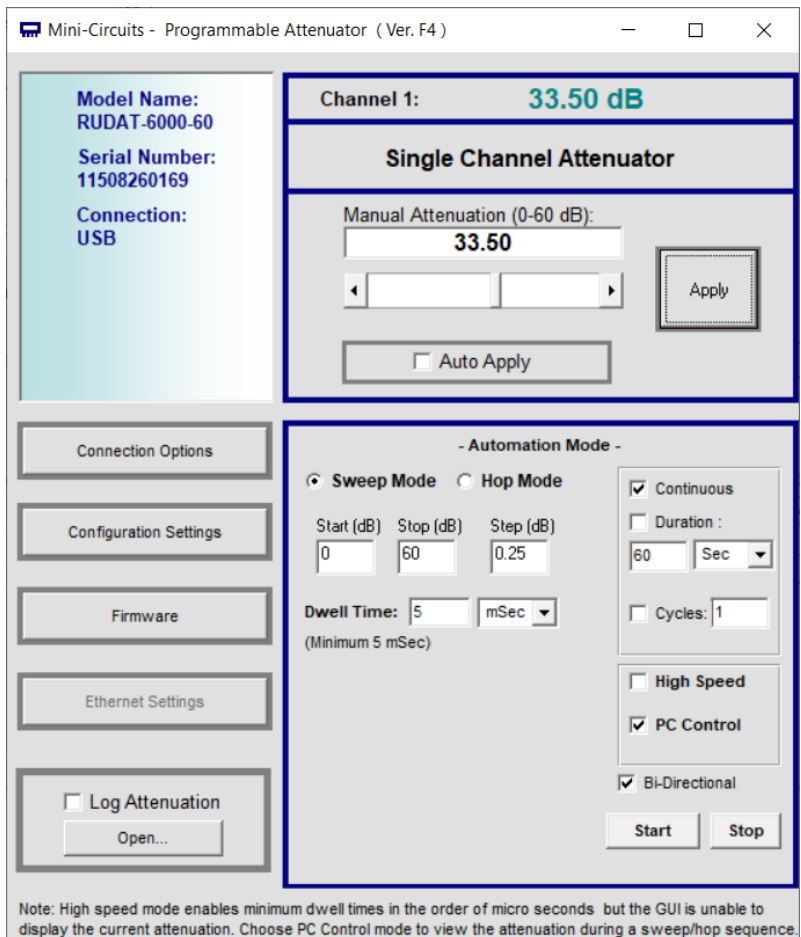 Mini-Circuits - Programmable Attenuator ( Ver. F4 )
Model Name:
RUDAT-6000-60
Serial Number:
11508260169
Connection:
USB
Channel 1: 33.50 dB
Single Channel Attenuator
Manual Attenuation (0-60 dB):
33.50
Apply
Auto Apply
Connection Options
Configuration Settings
Firmware
Ethernet Settings
Log Attenuation
Open...
- Automation Mode -
Sweep Mode Hop Mode
Start (dB) Stop (dB) Step (dB)
0 60 0.25
Dwell Time: 5 mSec
(Minimum 5 mSec)
Continuous
Duration :
60 Sec
Cycles: 1
High Speed
PC Control
Bi-Directional
Start Stop
Note: High speed mode enables minimum dwell times in the order of micro seconds but the GUI is unable to
display the current attenuation. Choose PC Control mode to view the attenuation during a sweep/hop sequence.